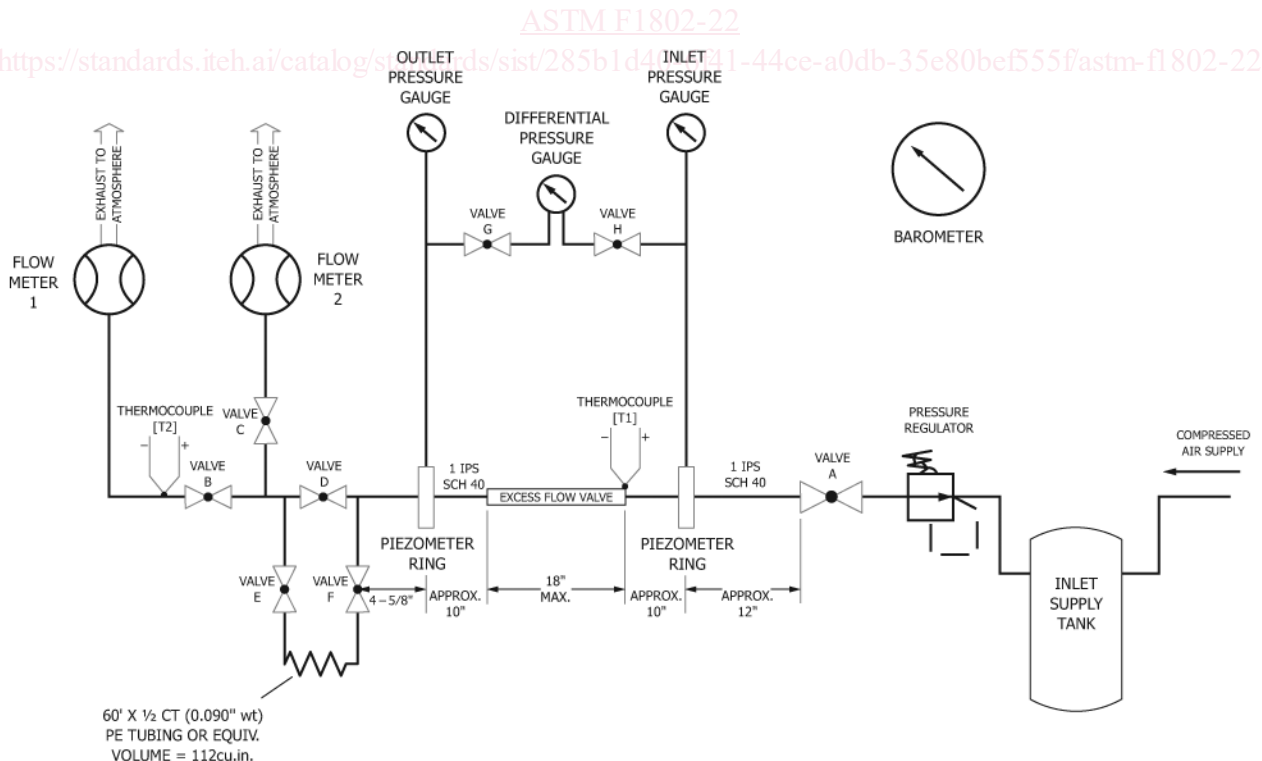 ASTM F1802-22
https://standards.iteh.ai/catalog/standards/sist/285b1d40-0f41-44ce-a0db-35e80bef555f/astm-f1802-22
OUTLET
PRESSURE
GAUGE
INLET
PRESSURE
GAUGE
DIFFERENTIAL
PRESSURE
GAUGE
EXHAUST TO
ATMOSPHERE
EXHAUST TO
ATMOSPHERE
VALVE
G
VALVE
H
BAROMETER
FLOW
METER
1
FLOW
METER
2
THERMOCOUPLE
[T2]
– +
VALVE
C
THERMOCOUPLE
[T1]
– +
PRESSURE
REGULATOR
COMPRESSED
AIR SUPPLY
VALVE
B
VALVE
D
1 IPS
SCH 40
EXCESS FLOW VALVE
1 IPS
SCH 40
VALVE
A
PIEZOMETER
RING
PIEZOMETER
RING
VALVE
E
VALVE
F
4–5/8"
APPROX.
10"
18"
MAX.
APPROX.
10"
APPROX.
12"
INLET
SUPPLY
TANK
60' X ½ CT (0.090" wt)
PE TUBING OR EQUIV.
VOLUME = 112cu.in.